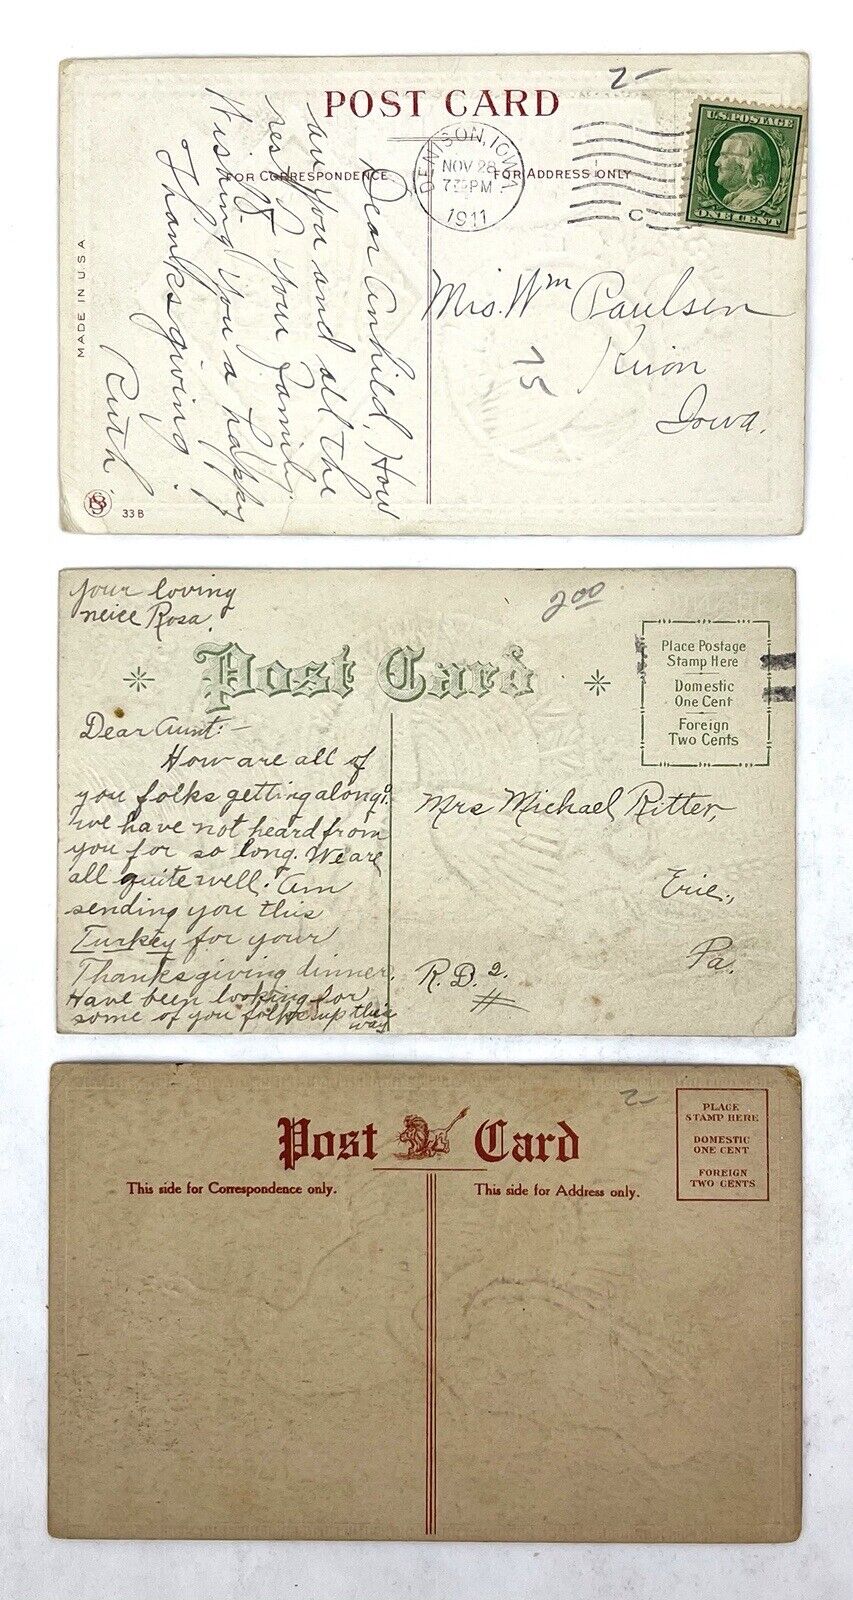 2-
POST CARD
FOR CORRESPONDENCE
FOR ADDRESS ONLY
DENISON, IOWA
NOV 28
7 PM
1911
C
U.S. POSTAGE
ONE CENT
MADE IN U.S.A
33 B
Dear Anhild, How
are you and all the
rest of your family
Wishing you a happy
Thanksgiving.
Ruth
Mrs. Wm Paulsen
75
Iowa.
your loving
neice Rosa.
200
Post Card
Place Postage
Stamp Here
Domestic
One Cent
Foreign
Two Cents
Dear Aunt:-
How are all of
you folks getting along?
we have not heard from
you for so long. We are
all quite well. Am
sending you this
Turkey for your
Thanksgiving dinner.
Have been looking for
some of you folks up this
way
Mrs Michael Ritter,
Erie.,
Pa.
R.D. 2.
#
2-
Post Card
PLACE
STAMP HERE
DOMESTIC
ONE CENT
FOREIGN
TWO CENTS
This side for Correspondence only.
This side for Address only.